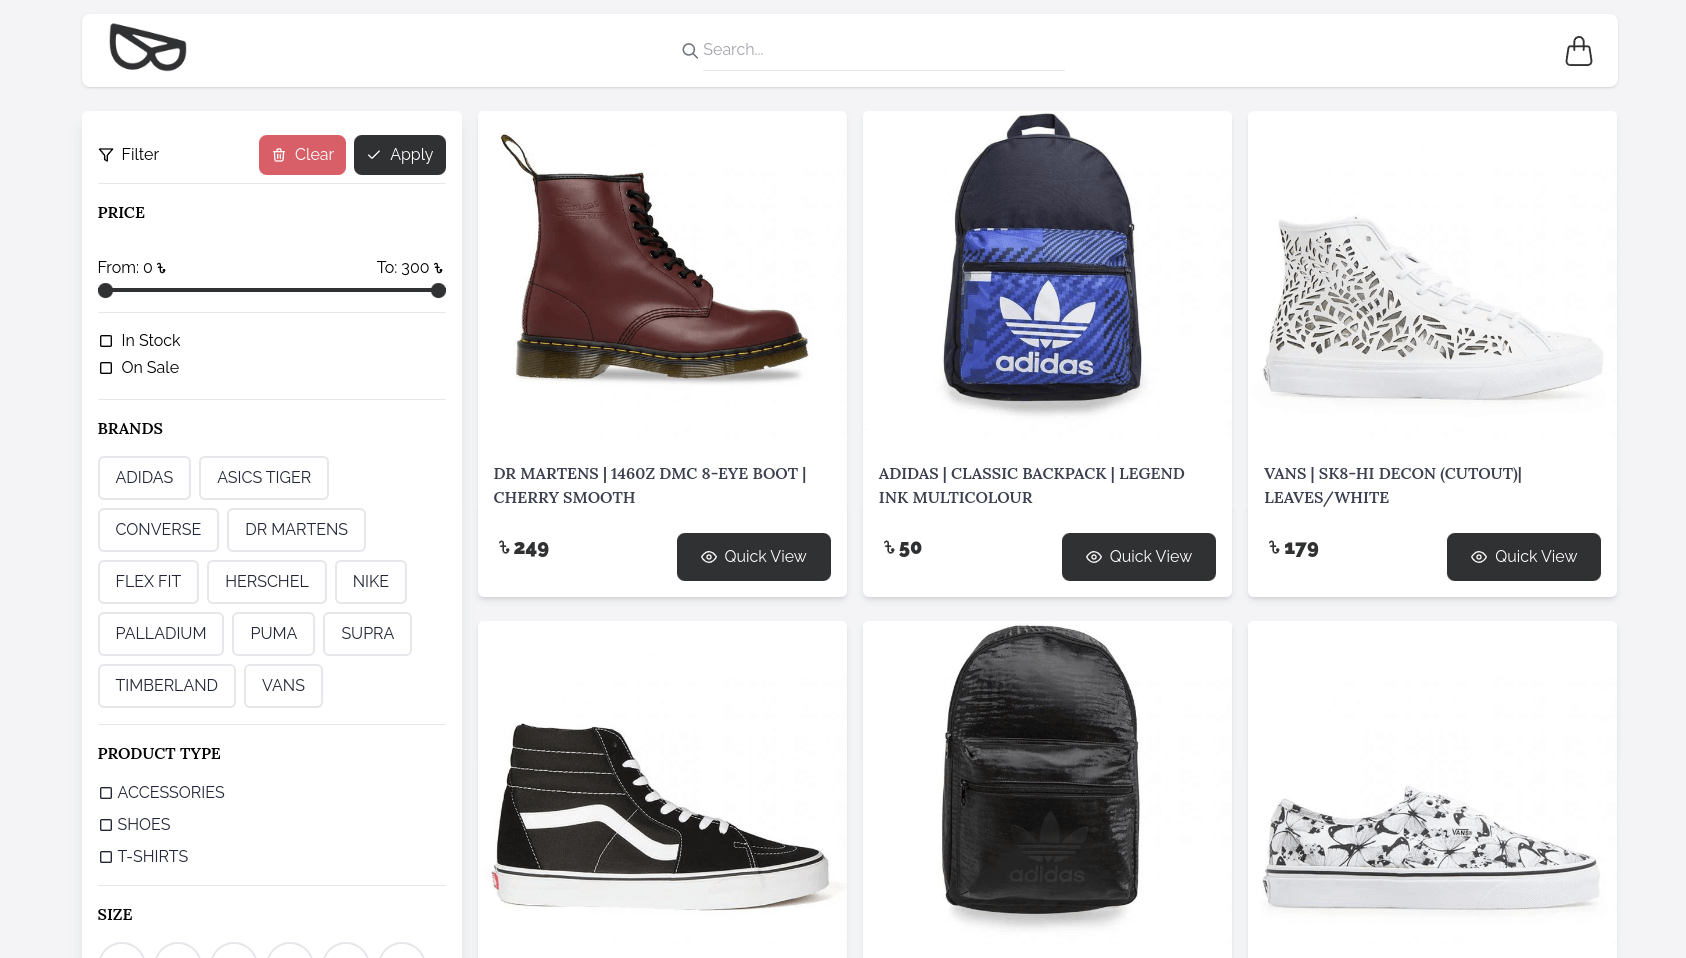 Search...
Filter
Clear
Apply
PRICE
From: 0 ৳
To: 300 ৳
In Stock
On Sale
BRANDS
ADIDAS
ASICS TIGER
CONVERSE
DR MARTENS
FLEX FIT
HERSCHEL
NIKE
PALLADIUM
PUMA
SUPRA
TIMBERLAND
VANS
PRODUCT TYPE
ACCESSORIES
SHOES
T-SHIRTS
SIZE
DR MARTENS | 1460Z DMC 8-EYE BOOT |
CHERRY SMOOTH
৳ 249
Quick View
adidas
ADIDAS | CLASSIC BACKPACK | LEGEND
INK MULTICOLOUR
৳ 50
Quick View
VANS | SK8-HI DECON (CUTOUT)|
LEAVES/WHITE
৳ 179
Quick View
adidas
VANS